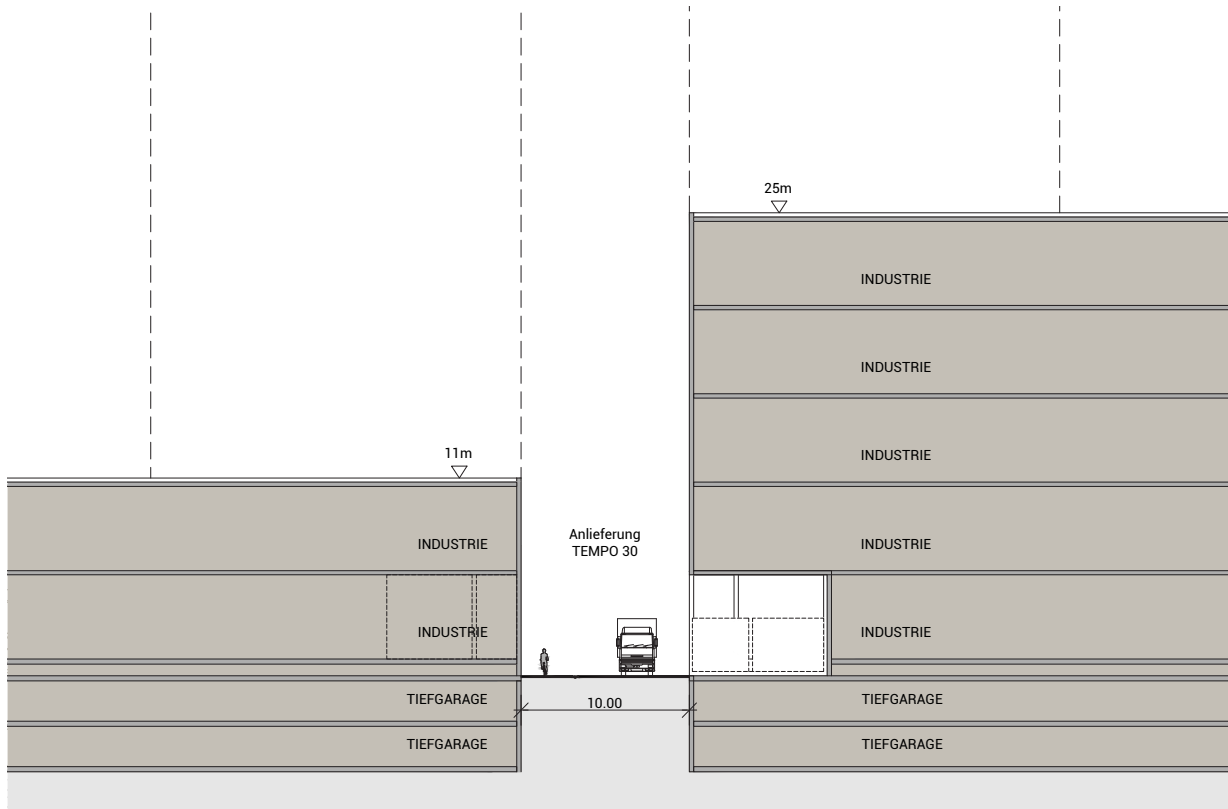 25m
INDUSTRIE
INDUSTRIE
INDUSTRIE
11m
Anlieferung
TEMPO 30
INDUSTRIE
INDUSTRIE
INDUSTRIE
INDUSTRIE
TIEFGARAGE
10.00
TIEFGARAGE
TIEFGARAGE
TIEFGARAGE